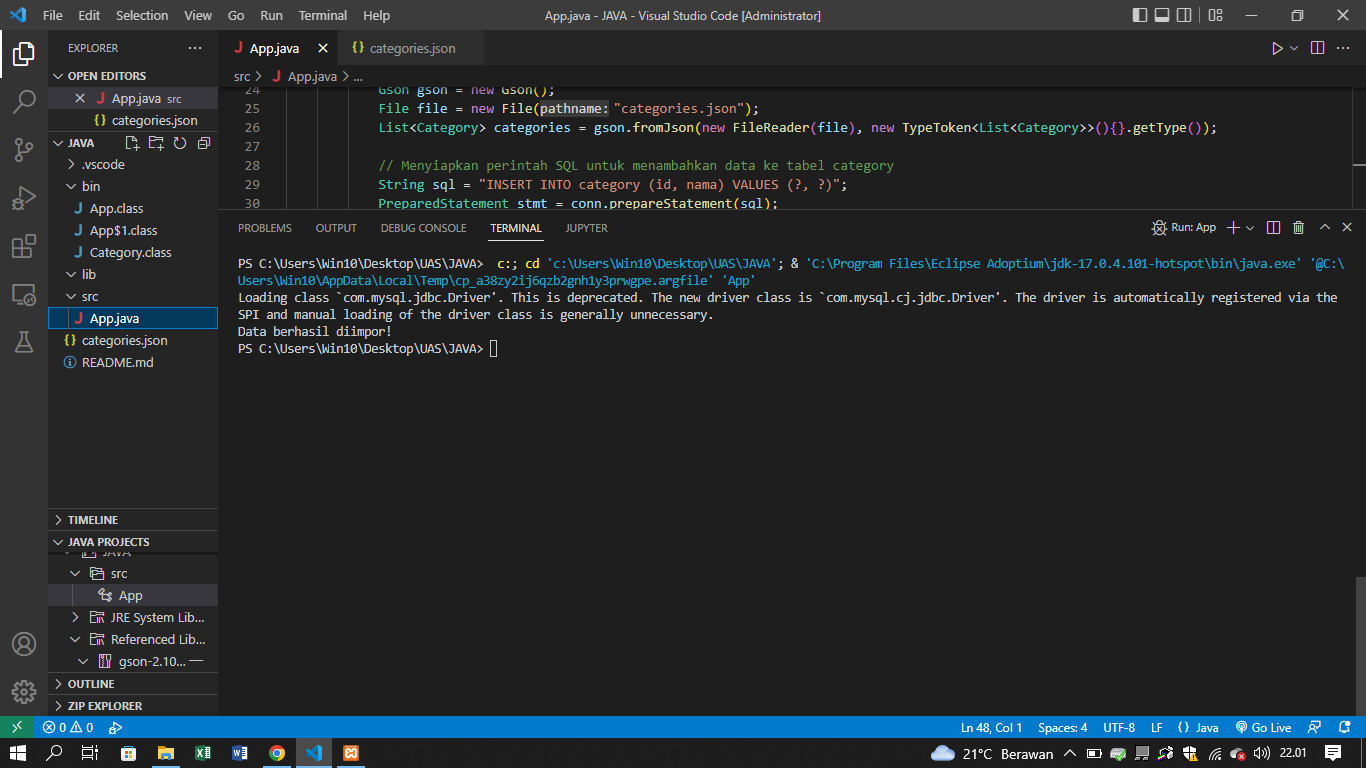 File Edit Selection View Go Run Terminal Help
App.java - JAVA - Visual Studio Code [Administrator]
EXPLORER
OPEN EDITORS
App.java src
categories.json
JAVA
.vscode
bin
App.class
App$1.class
Category.class
lib
src
App.java
categories.json
README.md
TIMELINE
JAVA PROJECTS
JAVA
src
App
JRE System Lib...
Referenced Lib...
gson-2.10...
OUTLINE
ZIP EXPLORER
App.java
categories.json
src > App.java > ...
24 Gson gson = new Gson();
25 File file = new File(pathname: "categories.json");
26 List<Category> categories = gson.fromJson(new FileReader(file), new TypeToken<List<Category>>(){}.getType());
27
28 // Menyiapkan perintah SQL untuk menambahkan data ke tabel category
29 String sql = "INSERT INTO category (id, nama) VALUES (?, ?)";
30 PreparedStatement stmt = conn.prepareStatement(sql);
PROBLEMS OUTPUT DEBUG CONSOLE TERMINAL JUPYTER
Run: App
PS C:\Users\Win10\Desktop\UAS\JAVA> c:; cd 'c:\Users\Win10\Desktop\UAS\JAVA'; & 'C:\Program Files\Eclipse Adoptium\jdk-17.0.4.101-hotspot\bin\java.exe' '@C:\
Users\Win10\AppData\Local\Temp\cp_a38zy2ij6qzb2gnh1y3prwgpe.argfile' 'App'
Loading class `com.mysql.jdbc.Driver'. This is deprecated. The new driver class is `com.mysql.cj.jdbc.Driver'. The driver is automatically registered via the
SPI and manual loading of the driver class is generally unnecessary.
Data berhasil diimpor!
PS C:\Users\Win10\Desktop\UAS\JAVA>
0 0
Ln 48, Col 1 Spaces: 4 UTF-8 LF {} Java Go Live
21°C Berawan 22.01